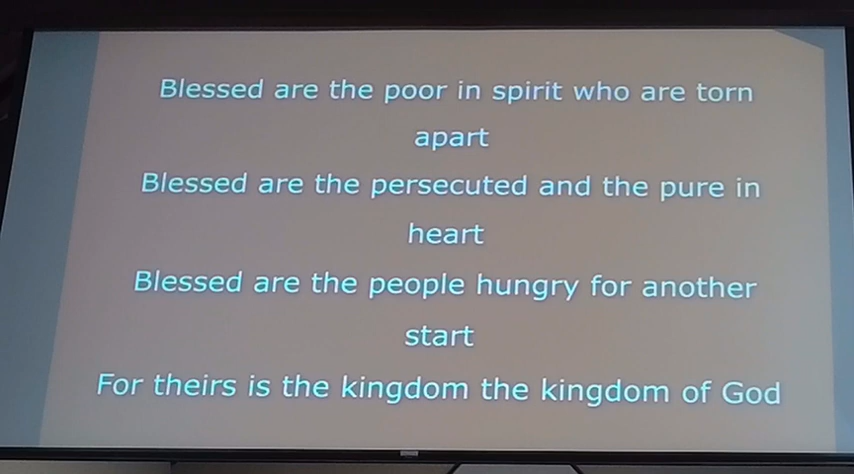 Blessed are the poor in spirit who are torn
apart
Blessed are the persecuted and the pure in
heart
Blessed are the people hungry for another
start
For theirs is the kingdom the kingdom of God